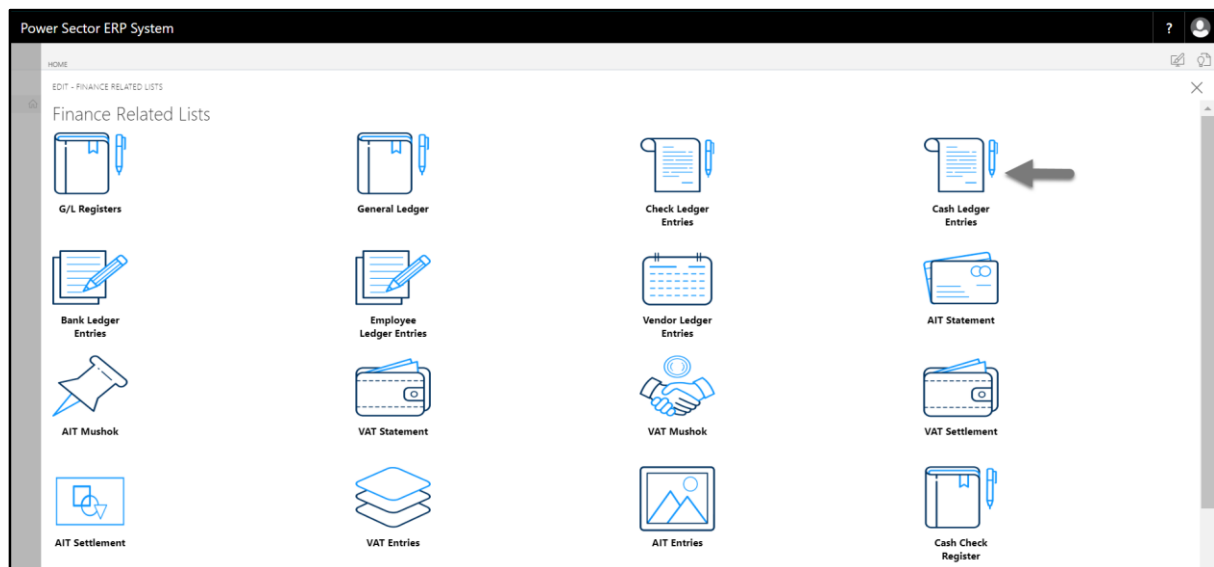 Power Sector ERP System ?
HOME
EDIT - FINANCE RELATED LISTS
Finance Related Lists
G/L Registers General Ledger Check Ledger Cash Ledger
Entries Entries
Bank Ledger Employee Vendor Ledger AIT Statement
Entries Ledger Entries Entries
AIT Mushok VAT Statement VAT Mushok VAT Settlement
AIT Settlement VAT Entries AIT Entries Cash Check
Register